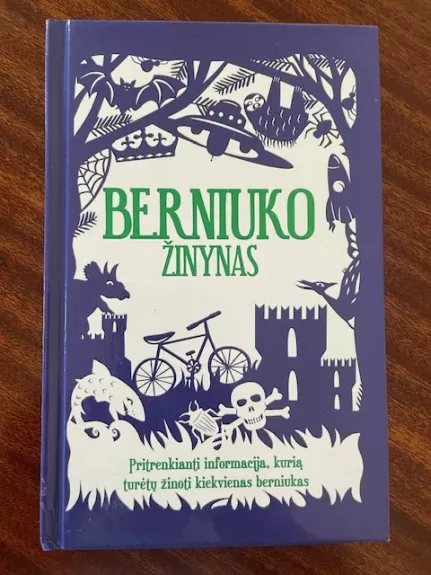 BERNIUKO
ŽINYNAS
Pritrenkianti informacija, kurią
turėtų žinoti kiekvienas berniukas